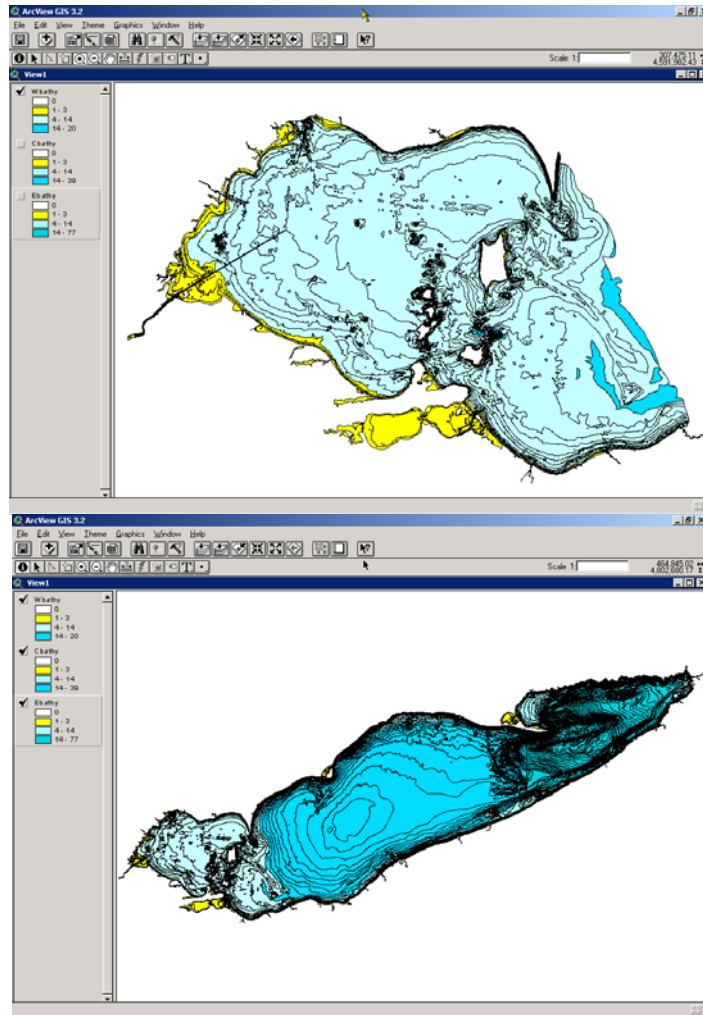 ArcView GIS 3.2
File Edit View Theme Graphics Window Help
Scale 1:
307,475.11
4,591,982.43
View1
Wbathy
0
1 - 3
4 - 14
14 - 20
Cbathy
0
1 - 3
4 - 14
14 - 39
Ebathy
0
1 - 3
4 - 14
14 - 77
ArcView GIS 3.2
File Edit View Theme Graphics Window Help
Scale 1:
464,845.02
4,802,680.17
View1
Wbathy
0
1 - 3
4 - 14
14 - 20
Cbathy
0
1 - 3
4 - 14
14 - 39
Ebathy
0
1 - 3
4 - 14
14 - 77